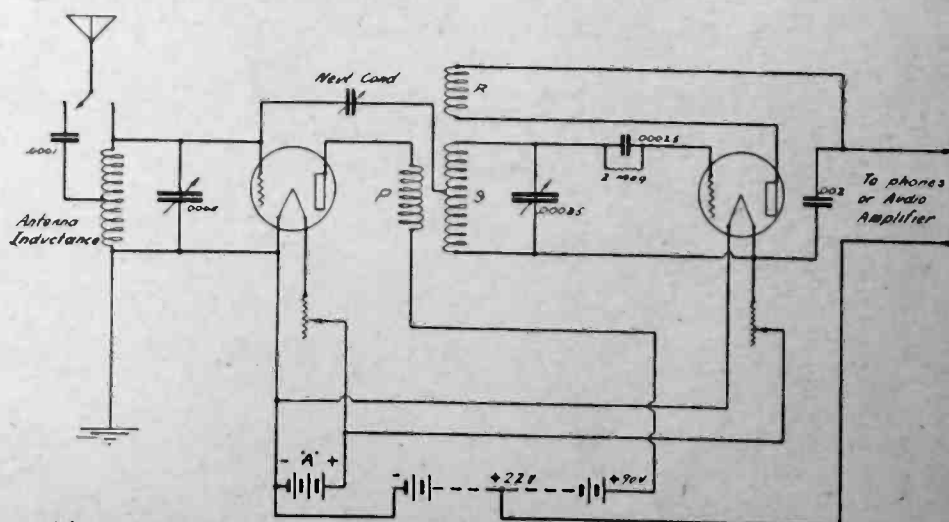 Neut Cond
R
.0001
.00025
2 meg
P
S
.0005
.00025
.002
Antenna
Inductance
To phones
or Audio
Amplifier
- "A" +
-
+22V
+90V